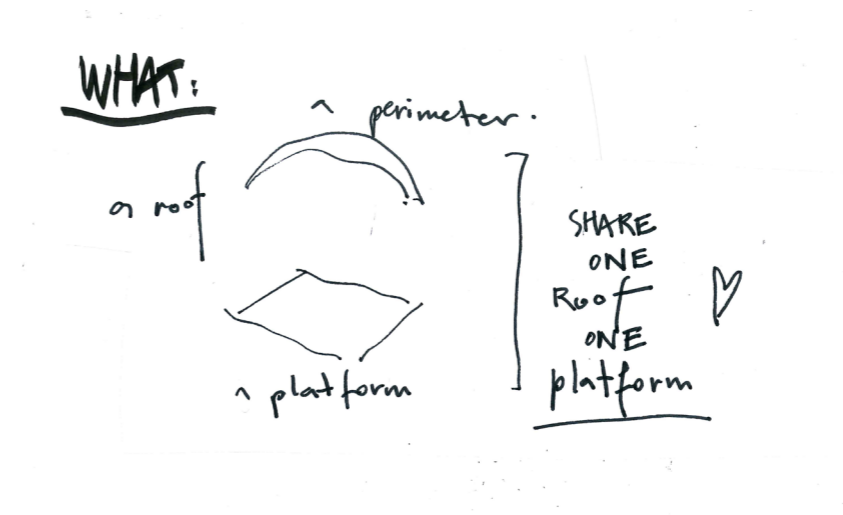 WHAT:
a perimeter.
a roof
SHARE
ONE
Roof
ONE
platform
a platform